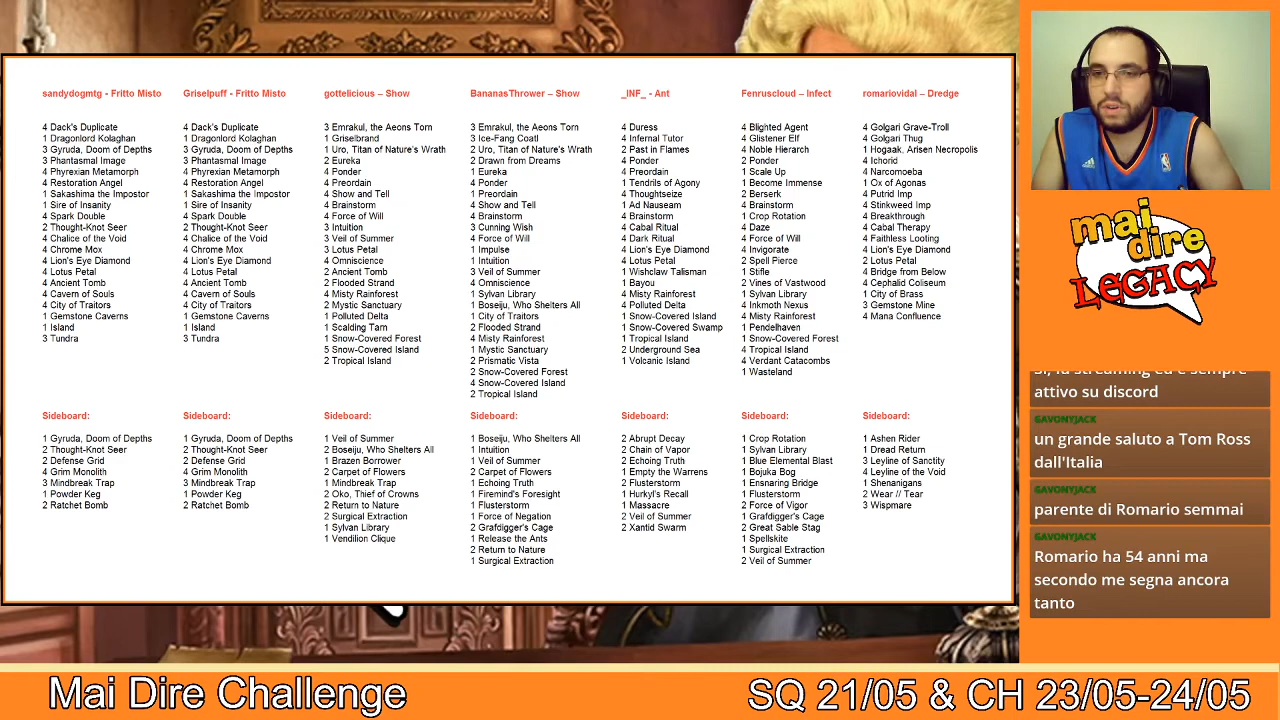 sandydogmtg - Fritto Misto
4 Dack's Duplicate
1 Dragonlord Kolaghan
3 Gyruda, Doom of Depths
3 Phantasmal Image
4 Phyrexian Metamorph
4 Restoration Angel
1 Sakashima the Impostor
1 Sire of Insanity
4 Spark Double
2 Thought-Knot Seer
4 Chalice of the Void
4 Chrome Mox
4 Lion's Eye Diamond
4 Lotus Petal
4 Ancient Tomb
4 Cavern of Souls
4 City of Traitors
1 Gemstone Caverns
1 Island
3 Tundra
Sideboard:
1 Gyruda, Doom of Depths
2 Thought-Knot Seer
2 Defense Grid
4 Grim Monolith
3 Mindbreak Trap
1 Powder Keg
2 Ratchet Bomb
Griselpuff - Fritto Misto
4 Dack's Duplicate
1 Dragonlord Kolaghan
3 Gyruda, Doom of Depths
3 Phantasmal Image
4 Phyrexian Metamorph
4 Restoration Angel
1 Sakashima the Impostor
1 Sire of Insanity
4 Spark Double
2 Thought-Knot Seer
4 Chalice of the Void
4 Chrome Mox
4 Lion's Eye Diamond
4 Lotus Petal
4 Ancient Tomb
4 Cavern of Souls
4 City of Traitors
1 Gemstone Caverns
1 Island
3 Tundra
Sideboard:
1 Gyruda, Doom of Depths
2 Thought-Knot Seer
2 Defense Grid
4 Grim Monolith
3 Mindbreak Trap
1 Powder Keg
2 Ratchet Bomb
gottelicious – Show
3 Emrakul, the Aeons Torn
1 Griselbrand
1 Uro, Titan of Nature's Wrath
2 Eureka
4 Ponder
4 Preordain
4 Show and Tell
4 Brainstorm
4 Force of Will
3 Intuition
3 Veil of Summer
3 Lotus Petal
4 Omniscience
2 Ancient Tomb
2 Flooded Strand
4 Misty Rainforest
2 Mystic Sanctuary
1 Polluted Delta
1 Scalding Tarn
1 Snow-Covered Forest
5 Snow-Covered Island
2 Tropical Island
Sideboard:
1 Veil of Summer
2 Boseiju, Who Shelters All
1 Brazen Borrower
2 Carpet of Flowers
1 Mindbreak Trap
2 Oko, Thief of Crowns
2 Return to Nature
2 Surgical Extraction
1 Sylvan Library
1 Vendilion Clique
BananasThrower – Show
3 Emrakul, the Aeons Torn
3 Ice-Fang Coatl
2 Uro, Titan of Nature's Wrath
2 Drawn from Dreams
1 Eureka
4 Ponder
1 Preordain
4 Show and Tell
4 Brainstorm
3 Cunning Wish
4 Force of Will
1 Impulse
1 Intuition
3 Veil of Summer
4 Omniscience
1 Sylvan Library
1 Boseiju, Who Shelters All
1 City of Traitors
2 Flooded Strand
4 Misty Rainforest
1 Mystic Sanctuary
2 Prismatic Vista
2 Snow-Covered Forest
4 Snow-Covered Island
2 Tropical Island
Sideboard:
1 Boseiju, Who Shelters All
1 Intuition
1 Veil of Summer
2 Carpet of Flowers
1 Echoing Truth
1 Firemind's Foresight
1 Flusterstorm
1 Force of Negation
2 Grafdigger's Cage
1 Release the Ants
2 Return to Nature
1 Surgical Extraction
_INF_ - Ant
4 Duress
4 Infernal Tutor
2 Past in Flames
4 Ponder
4 Preordain
1 Tendrils of Agony
4 Thoughtseize
1 Ad Nauseam
4 Brainstorm
4 Cabal Ritual
4 Dark Ritual
4 Lion's Eye Diamond
4 Lotus Petal
1 Wishclaw Talisman
1 Bayou
4 Misty Rainforest
4 Polluted Delta
1 Snow-Covered Island
1 Snow-Covered Swamp
1 Tropical Island
2 Underground Sea
1 Volcanic Island
Sideboard:
2 Abrupt Decay
2 Chain of Vapor
2 Echoing Truth
1 Empty the Warrens
2 Flusterstorm
1 Hurkyl's Recall
1 Massacre
2 Veil of Summer
2 Xantid Swarm
Fenruscloud – Infect
4 Blighted Agent
4 Glistener Elf
4 Noble Hierarch
2 Ponder
1 Scale Up
1 Become Immense
2 Berserk
4 Brainstorm
1 Crop Rotation
4 Daze
4 Force of Will
4 Invigorate
2 Spell Pierce
1 Stifle
2 Vines of Vastwood
1 Sylvan Library
4 Inkmoth Nexus
4 Misty Rainforest
1 Pendelhaven
1 Snow-Covered Forest
4 Tropical Island
4 Verdant Catacombs
1 Wasteland
Sideboard:
1 Crop Rotation
1 Sylvan Library
1 Blue Elemental Blast
1 Bojuka Bog
1 Ensnaring Bridge
1 Flusterstorm
2 Force of Vigor
1 Grafdigger's Cage
2 Great Sable Stag
1 Spellskite
1 Surgical Extraction
2 Veil of Summer
romariovidal – Dredge
4 Golgari Grave-Troll
1 Golgari Thug
1 Hogaak, Arisen Necropolis
4 Ichorid
4 Narcomoeba
1 Ox of Agonas
4 Putrid Imp
4 Stinkweed Imp
4 Breakthrough
4 Cabal Therapy
4 Faithless Looting
4 Lion's Eye Diamond
2 Lotus Petal
4 Bridge from Below
4 Cephalid Coliseum
1 City of Brass
3 Gemstone Mine
4 Mana Confluence
Sideboard:
1 Ashen Rider
1 Dread Return
3 Leyline of Sanctity
4 Leyline of the Void
1 Shenanigans
2 Wear // Tear
3 Wispmare
mai
dire
LEGACY
sì, fa streaming ed è sempre
attivo su discord
GAVONYJACK
un grande saluto a Tom Ross
dall'Italia
GAVONYJACK
parente di Romario semmai
GAVONYJACK
Romario ha 54 anni ma
secondo me segna ancora
tanto
Mai Dire Challenge
SQ 21/05 & CH 23/05-24/05